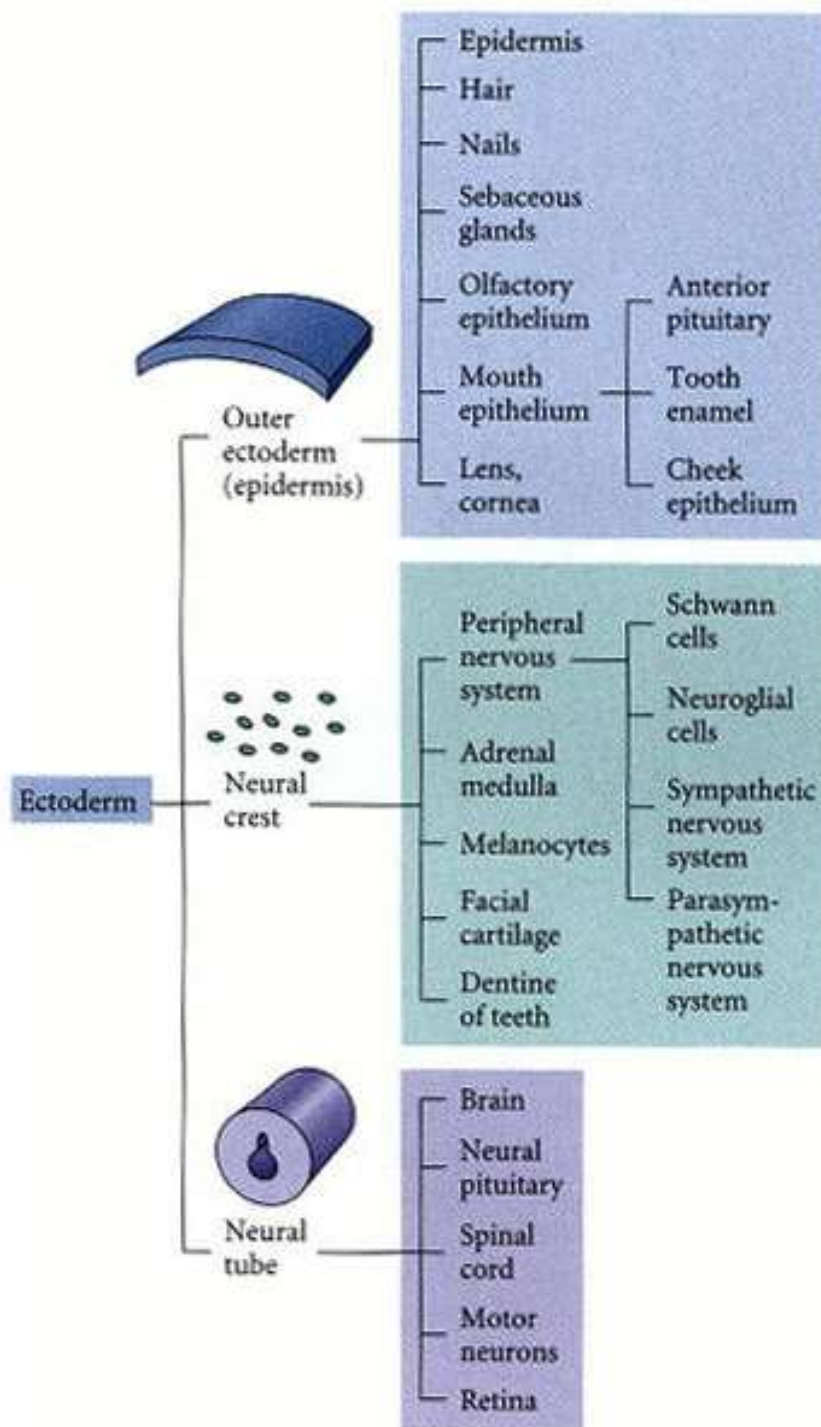 Ectoderm
Outer
ectoderm
(epidermis)
Epidermis
Hair
Nails
Sebaceous
glands
Olfactory
epithelium
Mouth
epithelium
Lens,
cornea
Anterior
pituitary
Tooth
enamel
Cheek
epithelium
Neural
crest
Peripheral
nervous
system
Adrenal
medulla
Melanocytes
Facial
cartilage
Dentine
of teeth
Schwann
cells
Neuroglial
cells
Sympathetic
nervous
system
Parasym-
pathetic
nervous
system
Neural
tube
Brain
Neural
pituitary
Spinal
cord
Motor
neurons
Retina